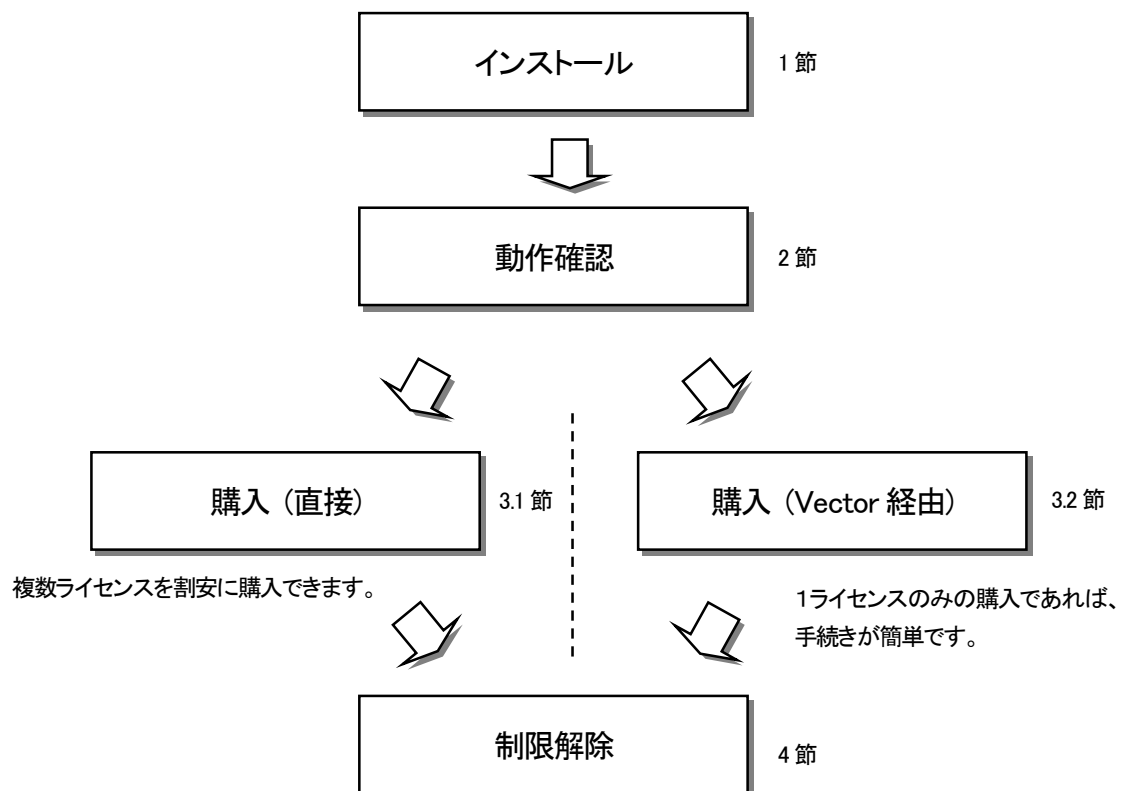 インストール
1 節
動作確認
2 節
購入 (直接)
3.1 節
購入 (Vector 経由)
3.2 節
複数ライセンスを割安に購入できます。
1ライセンスのみの購入であれば、
手続きが簡単です。
制限解除
4 節